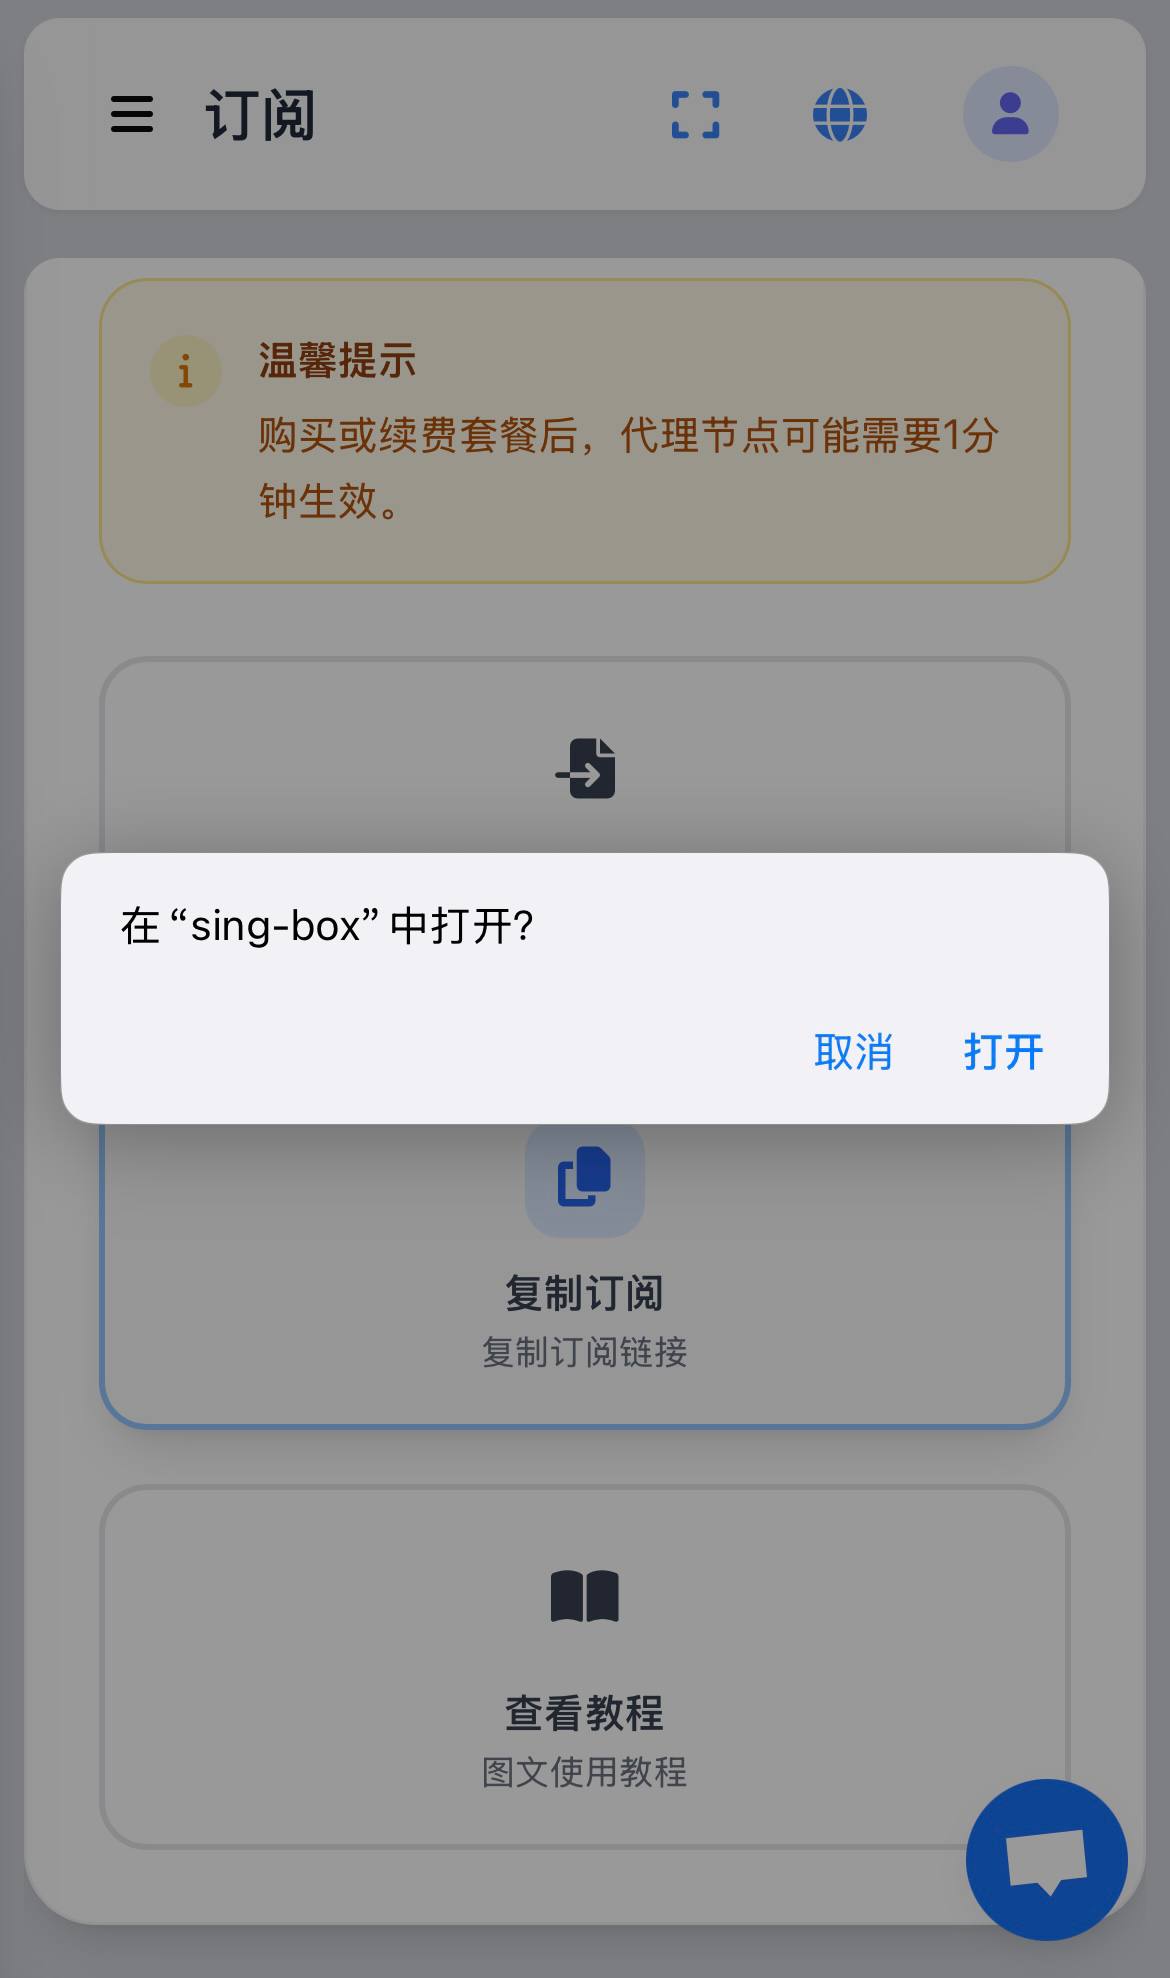 订阅
温馨提示
购买或续费套餐后，代理节点可能需要1分
钟生效。
在“sing-box”中打开?
取消 打开
复制订阅
复制订阅链接
查看教程
图文使用教程